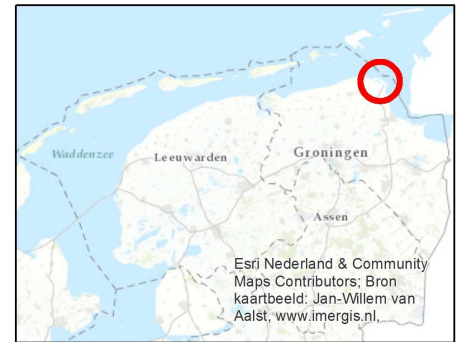 Waddenzee
Leeuwarden
Groningen
Assen
Esri Nederland & Community
Maps Contributors; Bron
kaartbeeld: Jan-Willem van
Aalst, www.imergis.nl,